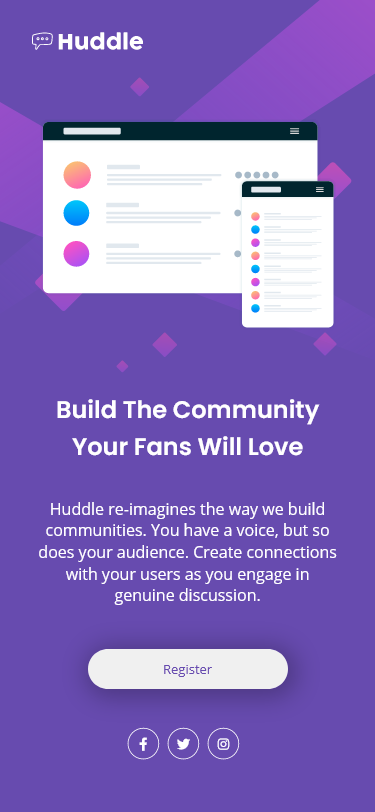 Huddle
Build The Community
Your Fans Will Love
Huddle re-imagines the way we build
communities. You have a voice, but so
does your audience. Create connections
with your users as you engage in
genuine discussion.
Register